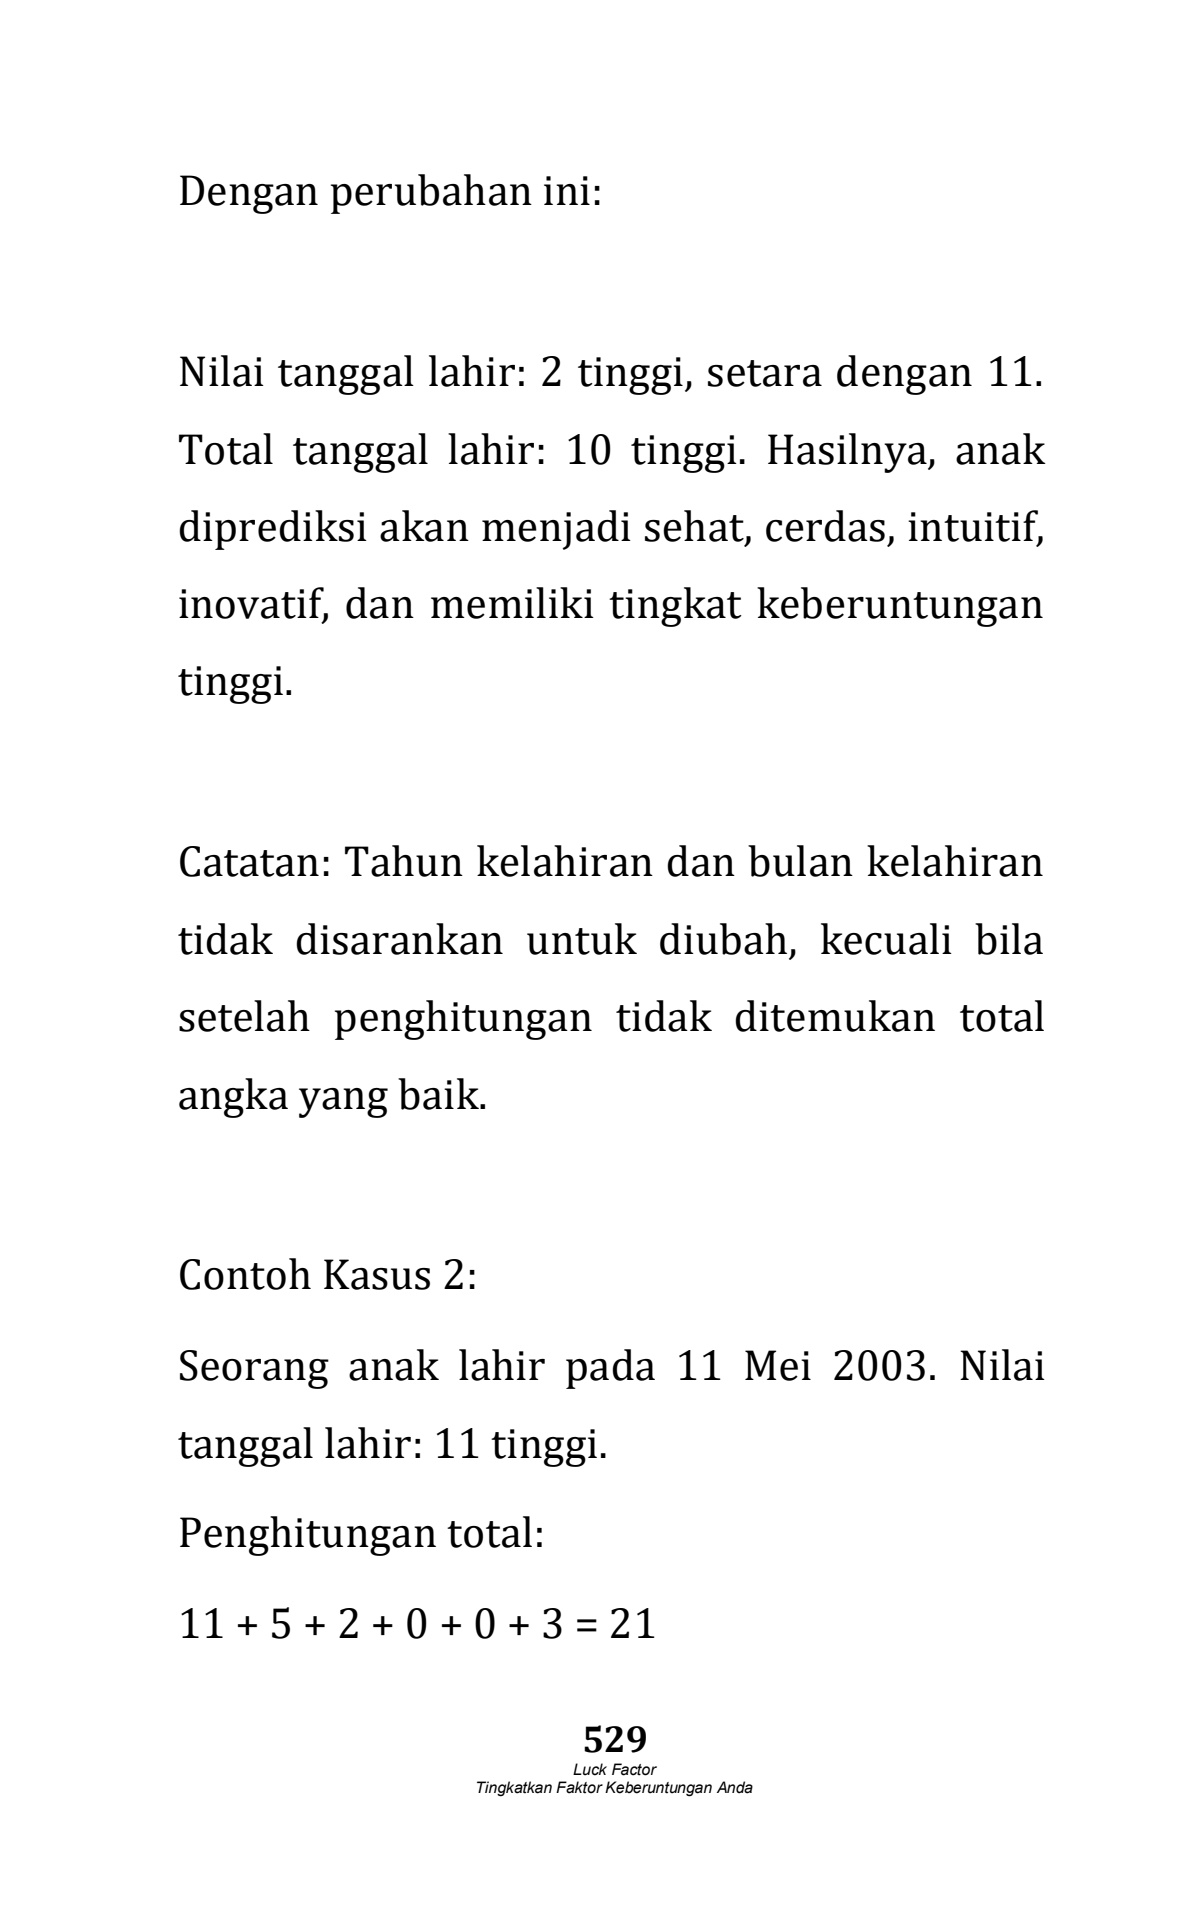 Dengan perubahan ini:
Nilai tanggal lahir: 2 tinggi, setara dengan 11.
Total tanggal lahir: 10 tinggi. Hasilnya, anak
diprediksi akan menjadi sehat, cerdas, intuitif,
inovatif, dan memiliki tingkat keberuntungan
tinggi.
Catatan: Tahun kelahiran dan bulan kelahiran
tidak disarankan untuk diubah, kecuali bila
setelah penghitungan tidak ditemukan total
angka yang baik.
Contoh Kasus 2:
Seorang anak lahir pada 11 Mei 2003. Nilai
tanggal lahir: 11 tinggi.
Penghitungan total:
11 + 5 + 2 + 0 + 0 + 3 = 21
529
Luck Factor
Tingkatkan Faktor Keberuntungan Anda